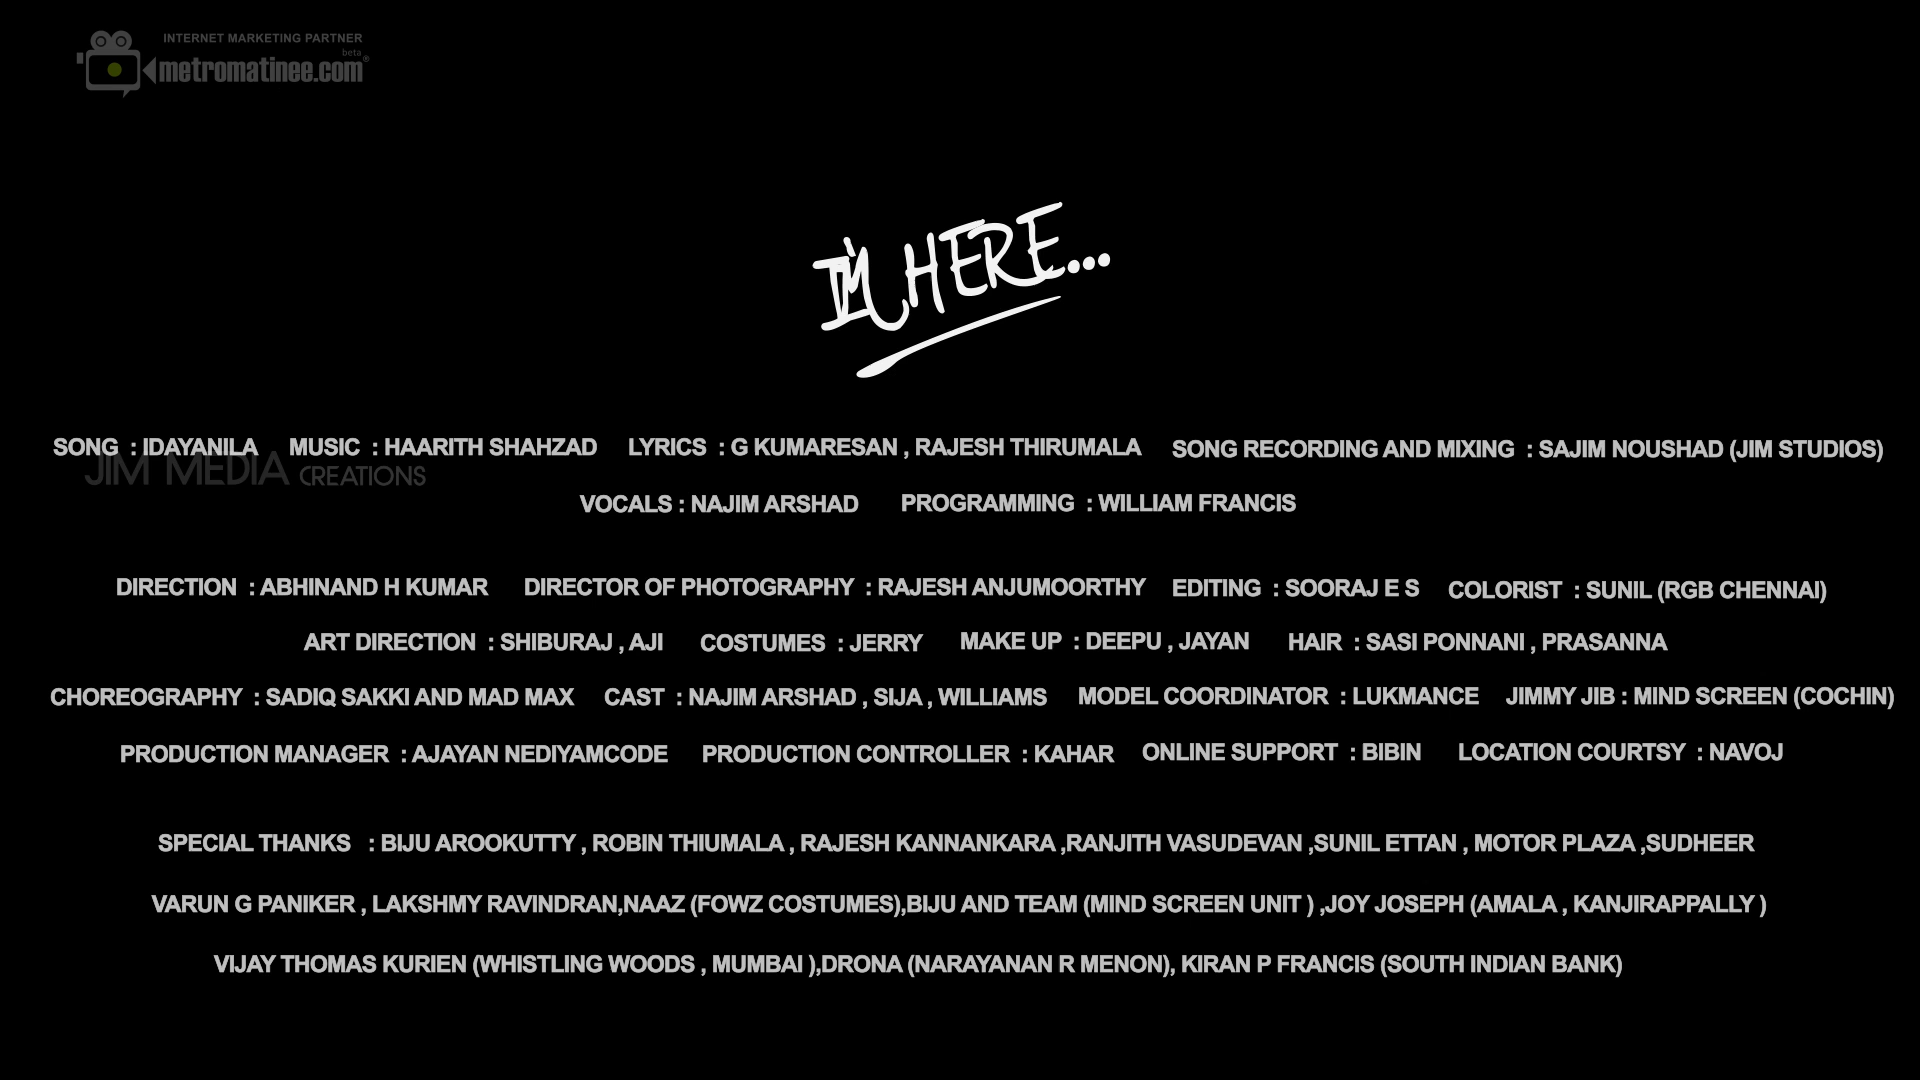 INTERNET MARKETING PARTNER
beta
metromatinee.com®
I'M HERE...
SONG : IDAYANILA MUSIC : HAARITH SHAHZAD LYRICS : G KUMARESAN , RAJESH THIRUMALA SONG RECORDING AND MIXING : SAJIM NOUSHAD (JIM STUDIOS)
JIM MEDIA CREATIONS
VOCALS : NAJIM ARSHAD PROGRAMMING : WILLIAM FRANCIS
DIRECTION : ABHINAND H KUMAR DIRECTOR OF PHOTOGRAPHY : RAJESH ANJUMOORTHY EDITING : SOORAJ E S COLORIST : SUNIL (RGB CHENNAI)
ART DIRECTION : SHIBURAJ , AJI COSTUMES : JERRY MAKE UP : DEEPU , JAYAN HAIR : SASI PONNANI , PRASANNA
CHOREOGRAPHY : SADIQ SAKKI AND MAD MAX CAST : NAJIM ARSHAD , SIJA , WILLIAMS MODEL COORDINATOR : LUKMANCE JIMMY JIB : MIND SCREEN (COCHIN)
PRODUCTION MANAGER : AJAYAN NEDIYAMCODE PRODUCTION CONTROLLER : KAHAR ONLINE SUPPORT : BIBIN LOCATION COURTSY : NAVOJ
SPECIAL THANKS : BIJU AROOKUTTY , ROBIN THIUMALA , RAJESH KANNANKARA ,RANJITH VASUDEVAN ,SUNIL ETTAN , MOTOR PLAZA ,SUDHEER
VARUN G PANIKER , LAKSHMY RAVINDRAN,NAAZ (FOWZ COSTUMES),BIJU AND TEAM (MIND SCREEN UNIT ) ,JOY JOSEPH (AMALA , KANJIRAPPALLY )
VIJAY THOMAS KURIEN (WHISTLING WOODS , MUMBAI ),DRONA (NARAYANAN R MENON), KIRAN P FRANCIS (SOUTH INDIAN BANK)